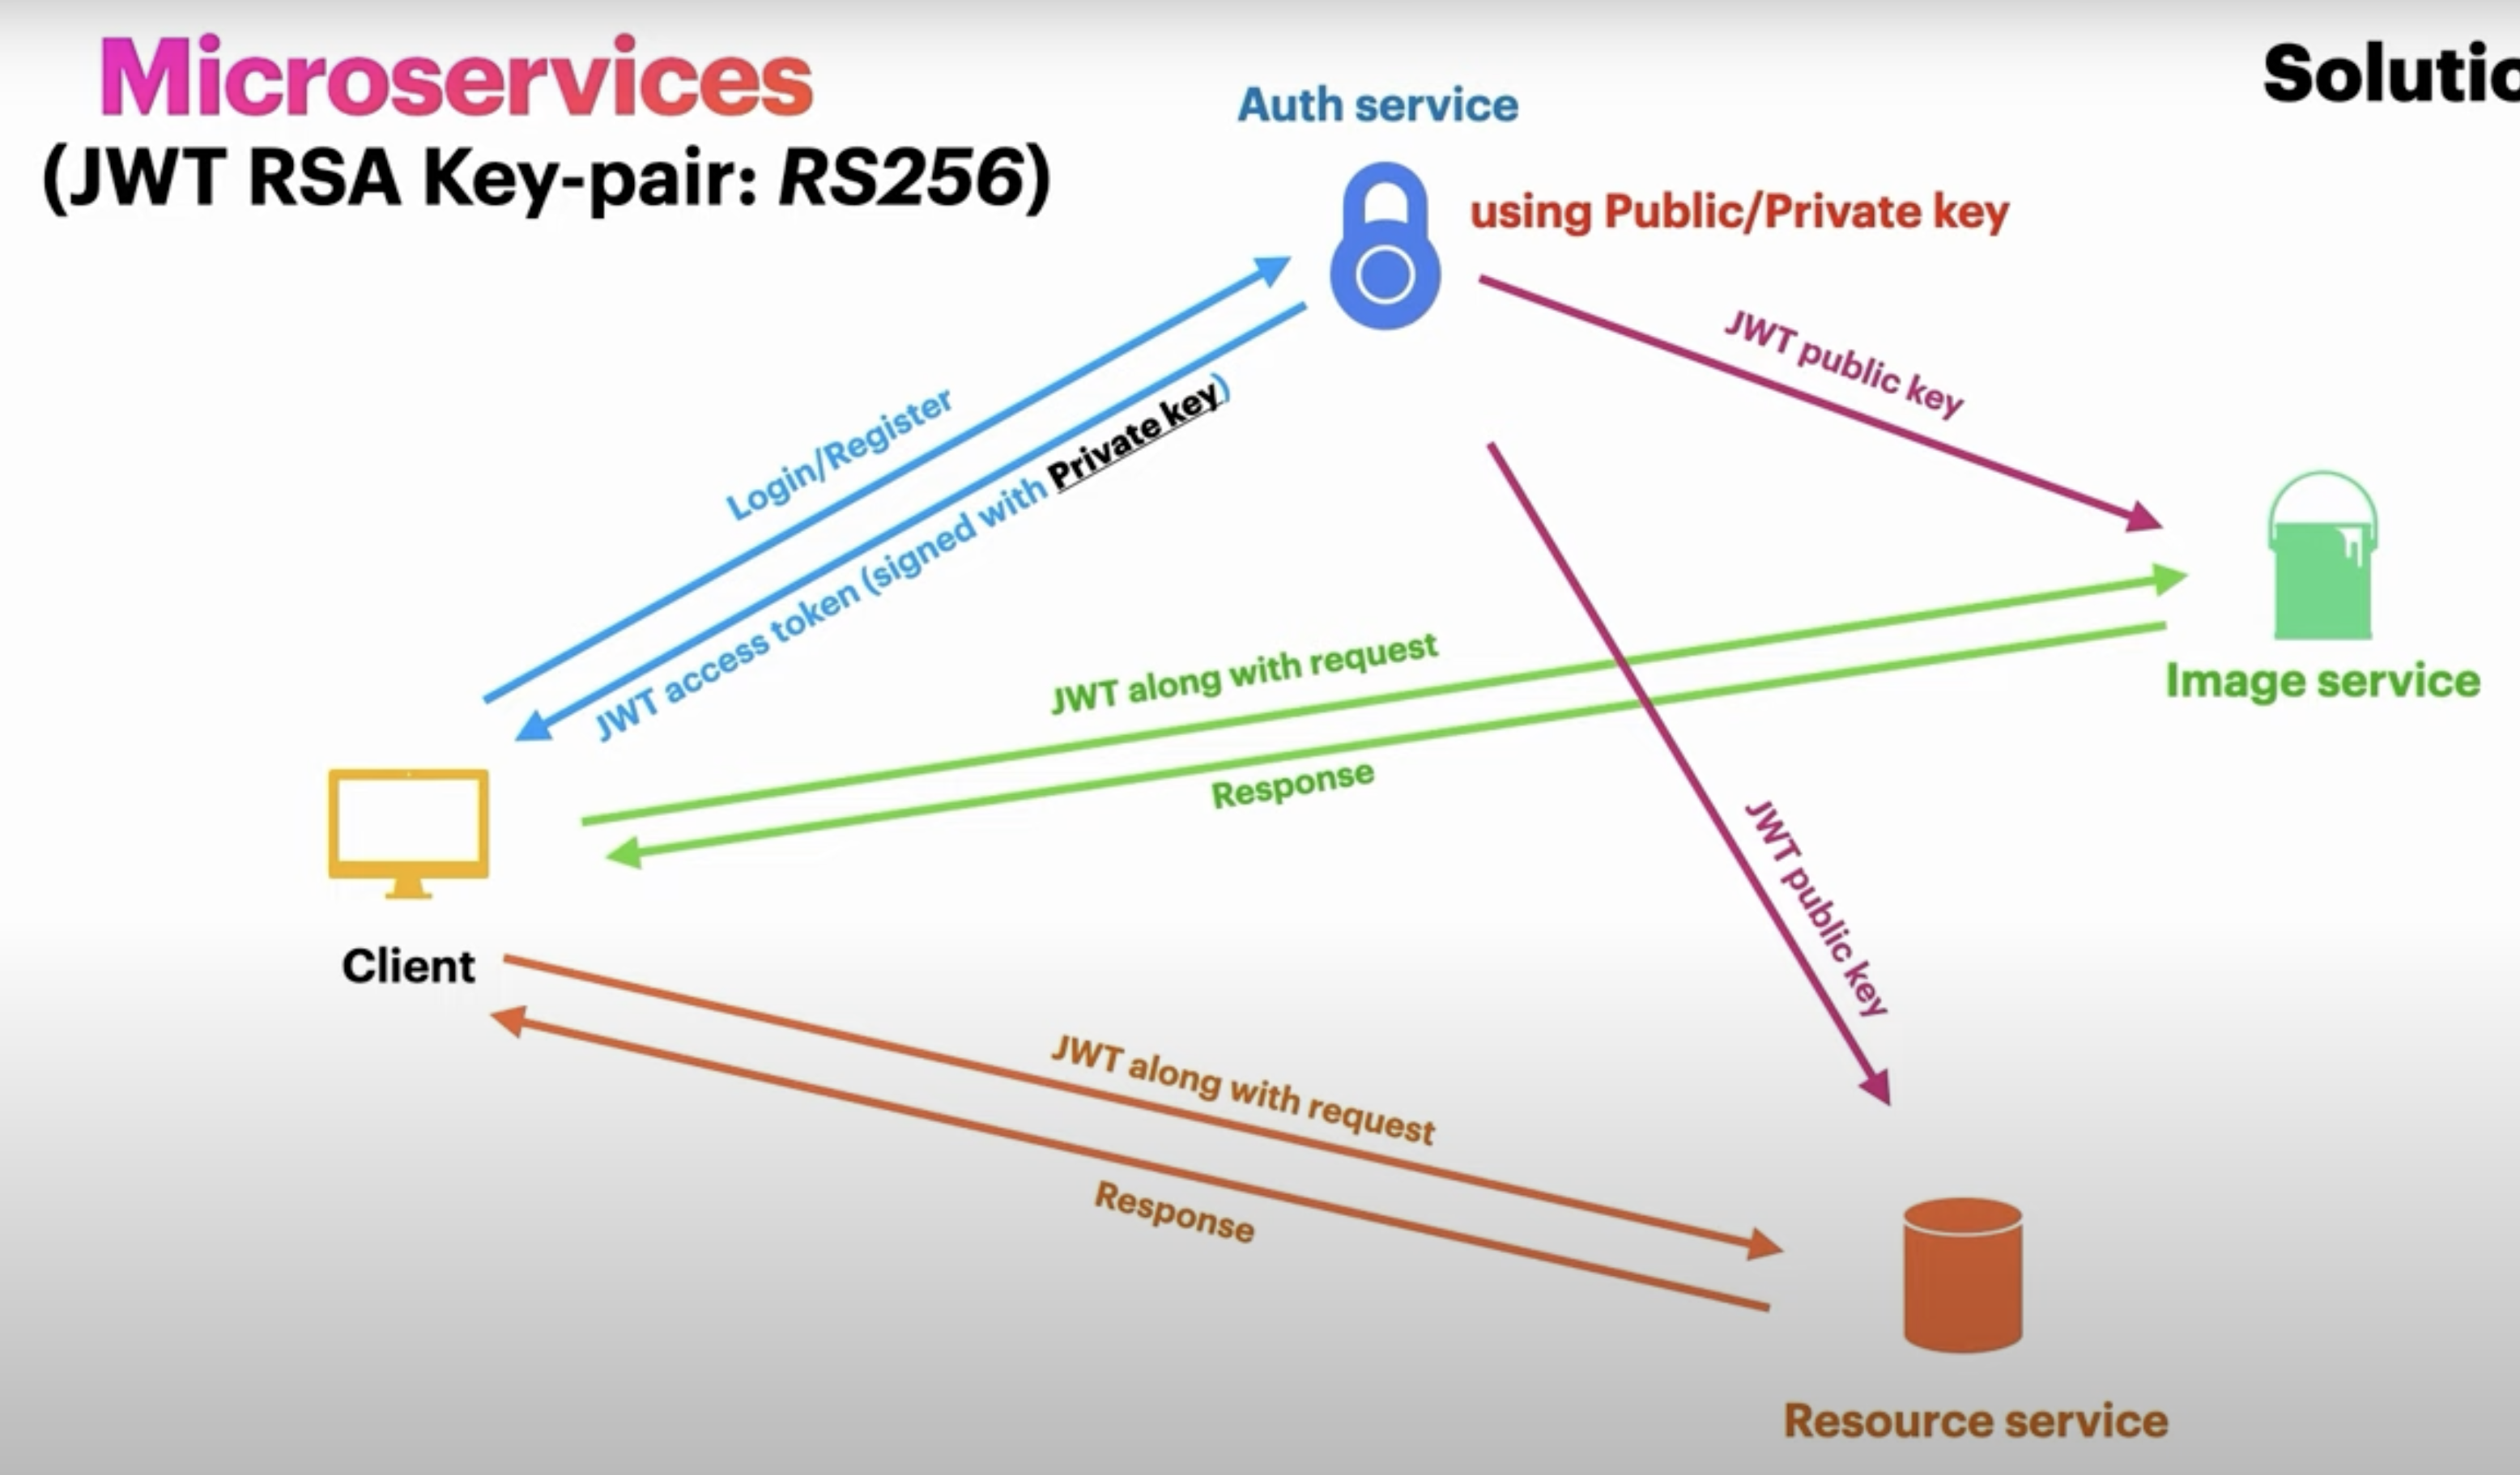 Microservices
(JWT RSA Key-pair: RS256)
Solutio
Auth service
using Public/Private key
Login/Register
JWT access token (signed with Private key)
JWT public key
JWT along with request
Response
Image service
JWT public key
Client
JWT along with request
Response
Resource service